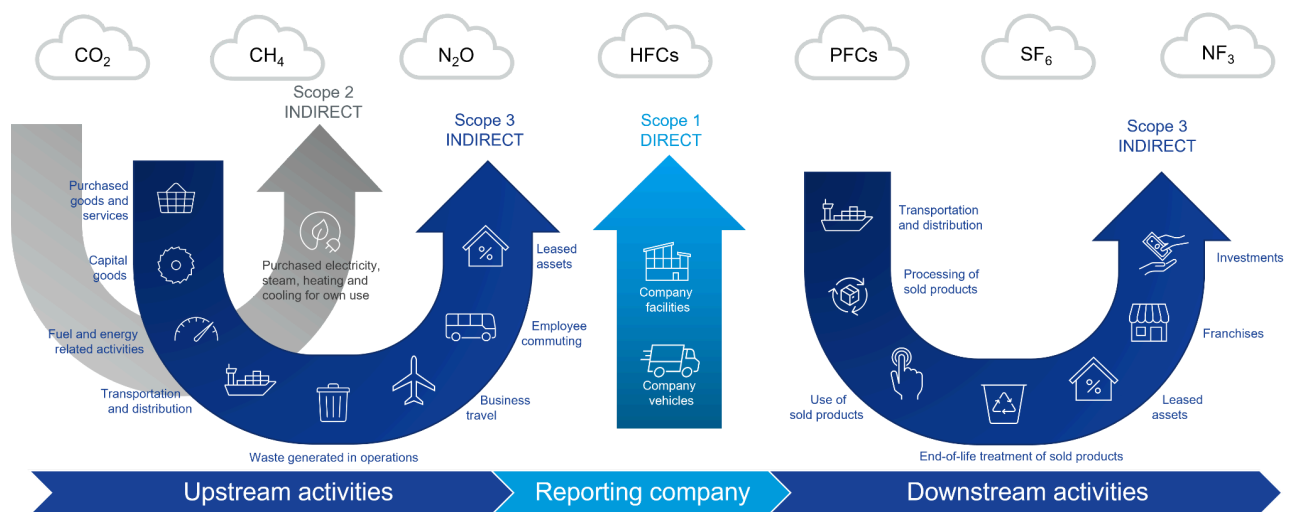 CO₂
CH₄
N₂O
HFCs
PFCs
SF₆
NF₃
Scope 2
INDIRECT
Scope 3
INDIRECT
Scope 1
DIRECT
Scope 3
INDIRECT
Purchased
goods and
services
Capital
goods
Fuel and energy
related activities
Transportation
and distribution
Waste generated in operations
Business
travel
Employee
commuting
Leased
assets
Purchased electricity,
steam, heating and
cooling for own use
Company
facilities
Company
vehicles
Transportation
and distribution
Processing of
sold products
Use of
sold products
End-of-life treatment of sold products
Leased
assets
Franchises
Investments
%
%
Upstream activities
Reporting company
Downstream activities